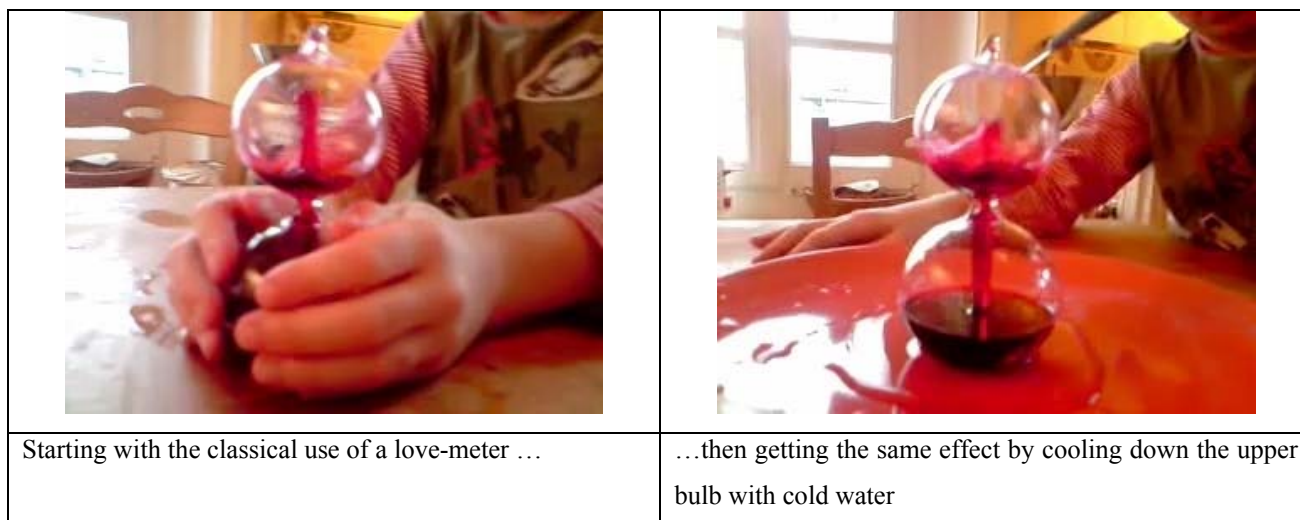 Starting with the classical use of a love-meter …
…then getting the same effect by cooling down the upper
bulb with cold water